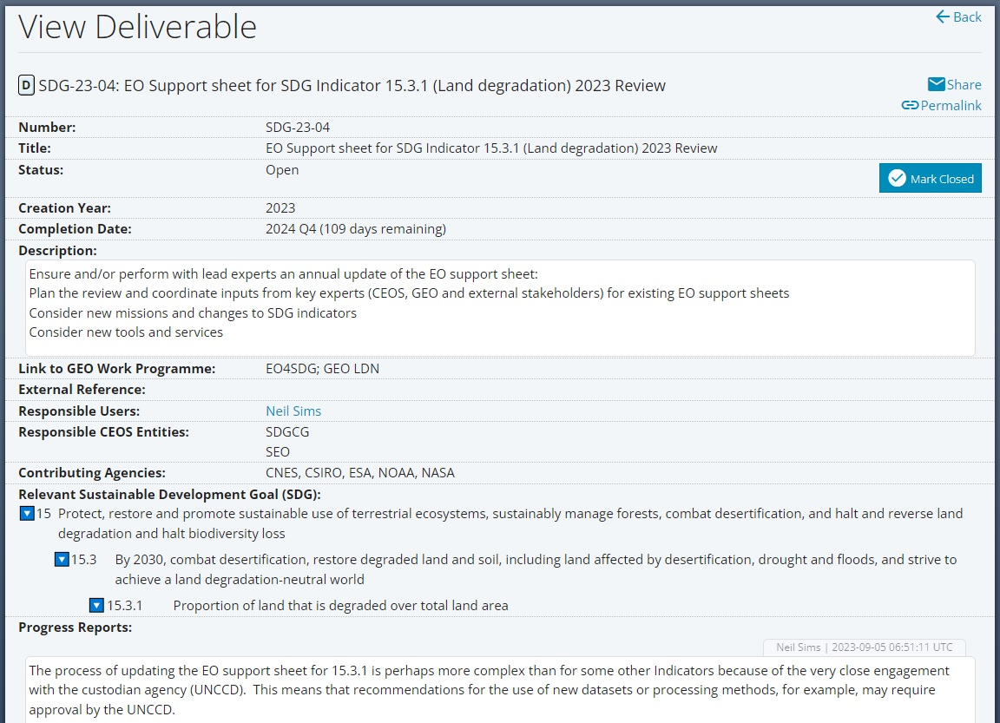 View Deliverable
Back
D SDG-23-04: EO Support sheet for SDG Indicator 15.3.1 (Land degradation) 2023 Review
Share
Permalink
Number: SDG-23-04
Title: EO Support sheet for SDG Indicator 15.3.1 (Land degradation) 2023 Review
Status: Open
Mark Closed
Creation Year: 2023
Completion Date: 2024 Q4 (109 days remaining)
Description:
Ensure and/or perform with lead experts an annual update of the EO support sheet:
Plan the review and coordinate inputs from key experts (CEOS, GEO and external stakeholders) for existing EO support sheets
Consider new missions and changes to SDG indicators
Consider new tools and services
Link to GEO Work Programme: EO4SDG; GEO LDN
External Reference:
Responsible Users: Neil Sims
Responsible CEOS Entities: SDGCG
SEO
Contributing Agencies: CNES, CSIRO, ESA, NOAA, NASA
Relevant Sustainable Development Goal (SDG):
15 Protect, restore and promote sustainable use of terrestrial ecosystems, sustainably manage forests, combat desertification, and halt and reverse land
degradation and halt biodiversity loss
15.3 By 2030, combat desertification, restore degraded land and soil, including land affected by desertification, drought and floods, and strive to
achieve a land degradation-neutral world
15.3.1 Proportion of land that is degraded over total land area
Progress Reports:
Neil Sims | 2023-09-05 06:51:11 UTC
The process of updating the EO support sheet for 15.3.1 is perhaps more complex than for some other Indicators because of the very close engagement
with the custodian agency (UNCCD).  This means that recommendations for the use of new datasets or processing methods, for example, may require
approval by the UNCCD.